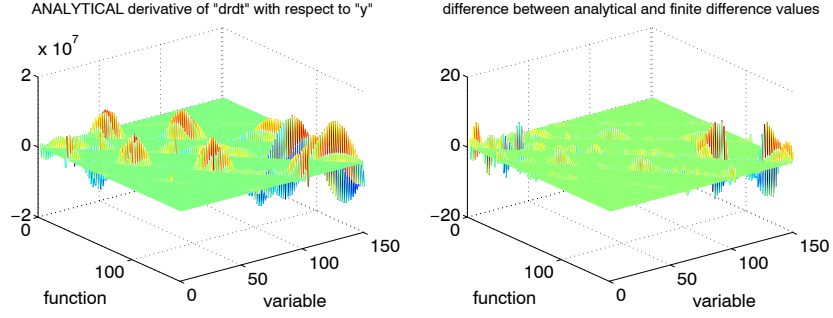 ANALYTICAL derivative of "drdt" with respect to "y"
x 10^7
2
0
−2
0
100
function
0
50
100
150
variable
difference between analytical and finite difference values
20
10
0
−10
−20
0
100
function
0
50
100
150
variable